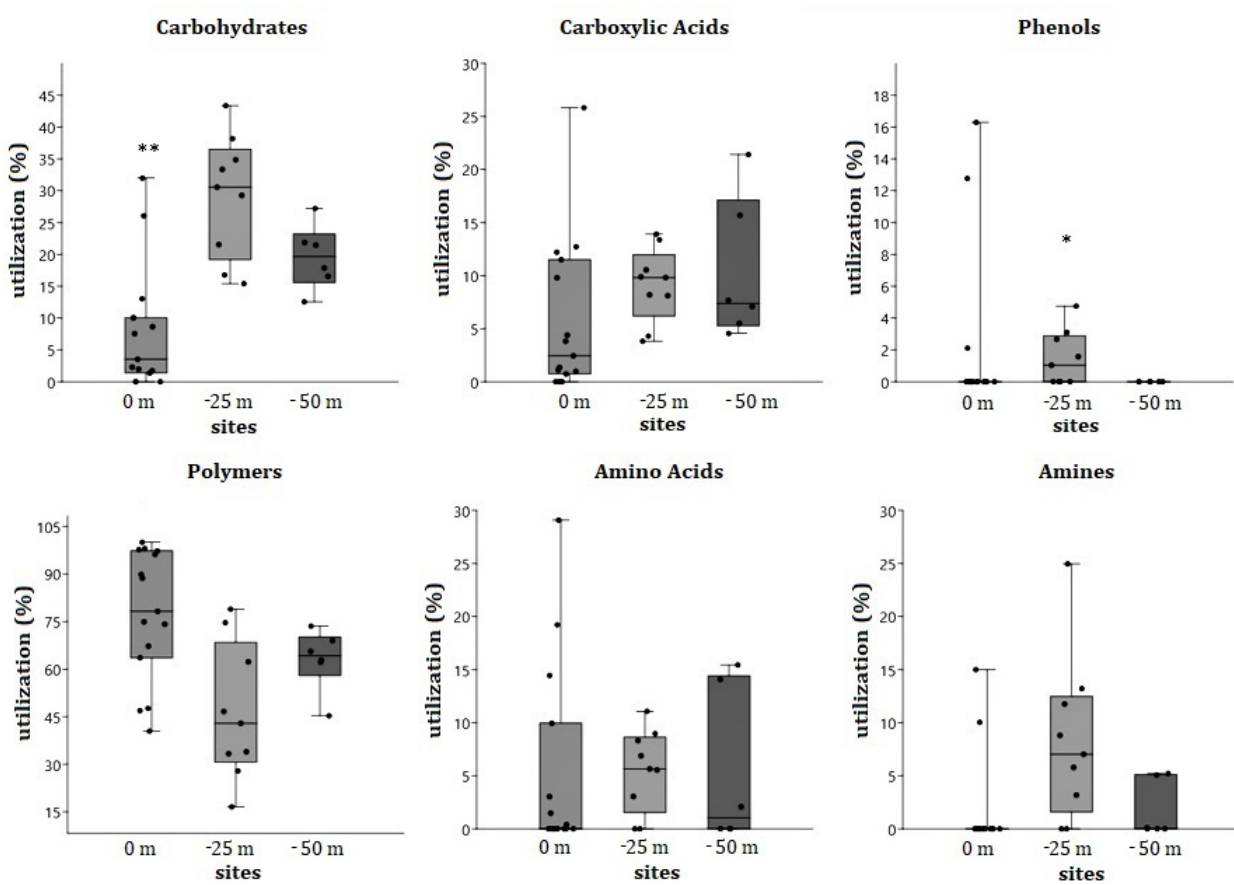 Carbohydrates
utilization (%)
45
40
35
30
25
20
15
10
5
0
**
0 m -25 m -50 m
sites
Carboxylic Acids
utilization (%)
30
25
20
15
10
5
0
0 m -25 m -50 m
sites
Phenols
utilization (%)
18
16
14
12
10
8
6
4
2
0
*
0 m -25 m -50 m
sites
Polymers
utilization (%)
105
90
75
60
45
30
15
0 m -25 m -50 m
sites
Amino Acids
utilization (%)
30
25
20
15
10
5
0
0 m -25 m -50 m
sites
Amines
utilization (%)
30
25
20
15
10
5
0
0 m -25 m -50 m
sites